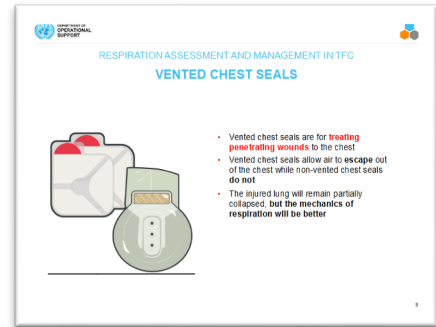 DEPARTMENT OF
OPERATIONAL
SUPPORT
RESPIRATION ASSESSMENT AND MANAGEMENT IN TFC
VENTED CHEST SEALS
• Vented chest seals are for treating
penetrating wounds to the chest
• Vented chest seals allow air to escape out
of the chest while non-vented chest seals
do not
• The injured lung will remain partially
collapsed, but the mechanics of
respiration will be better
9